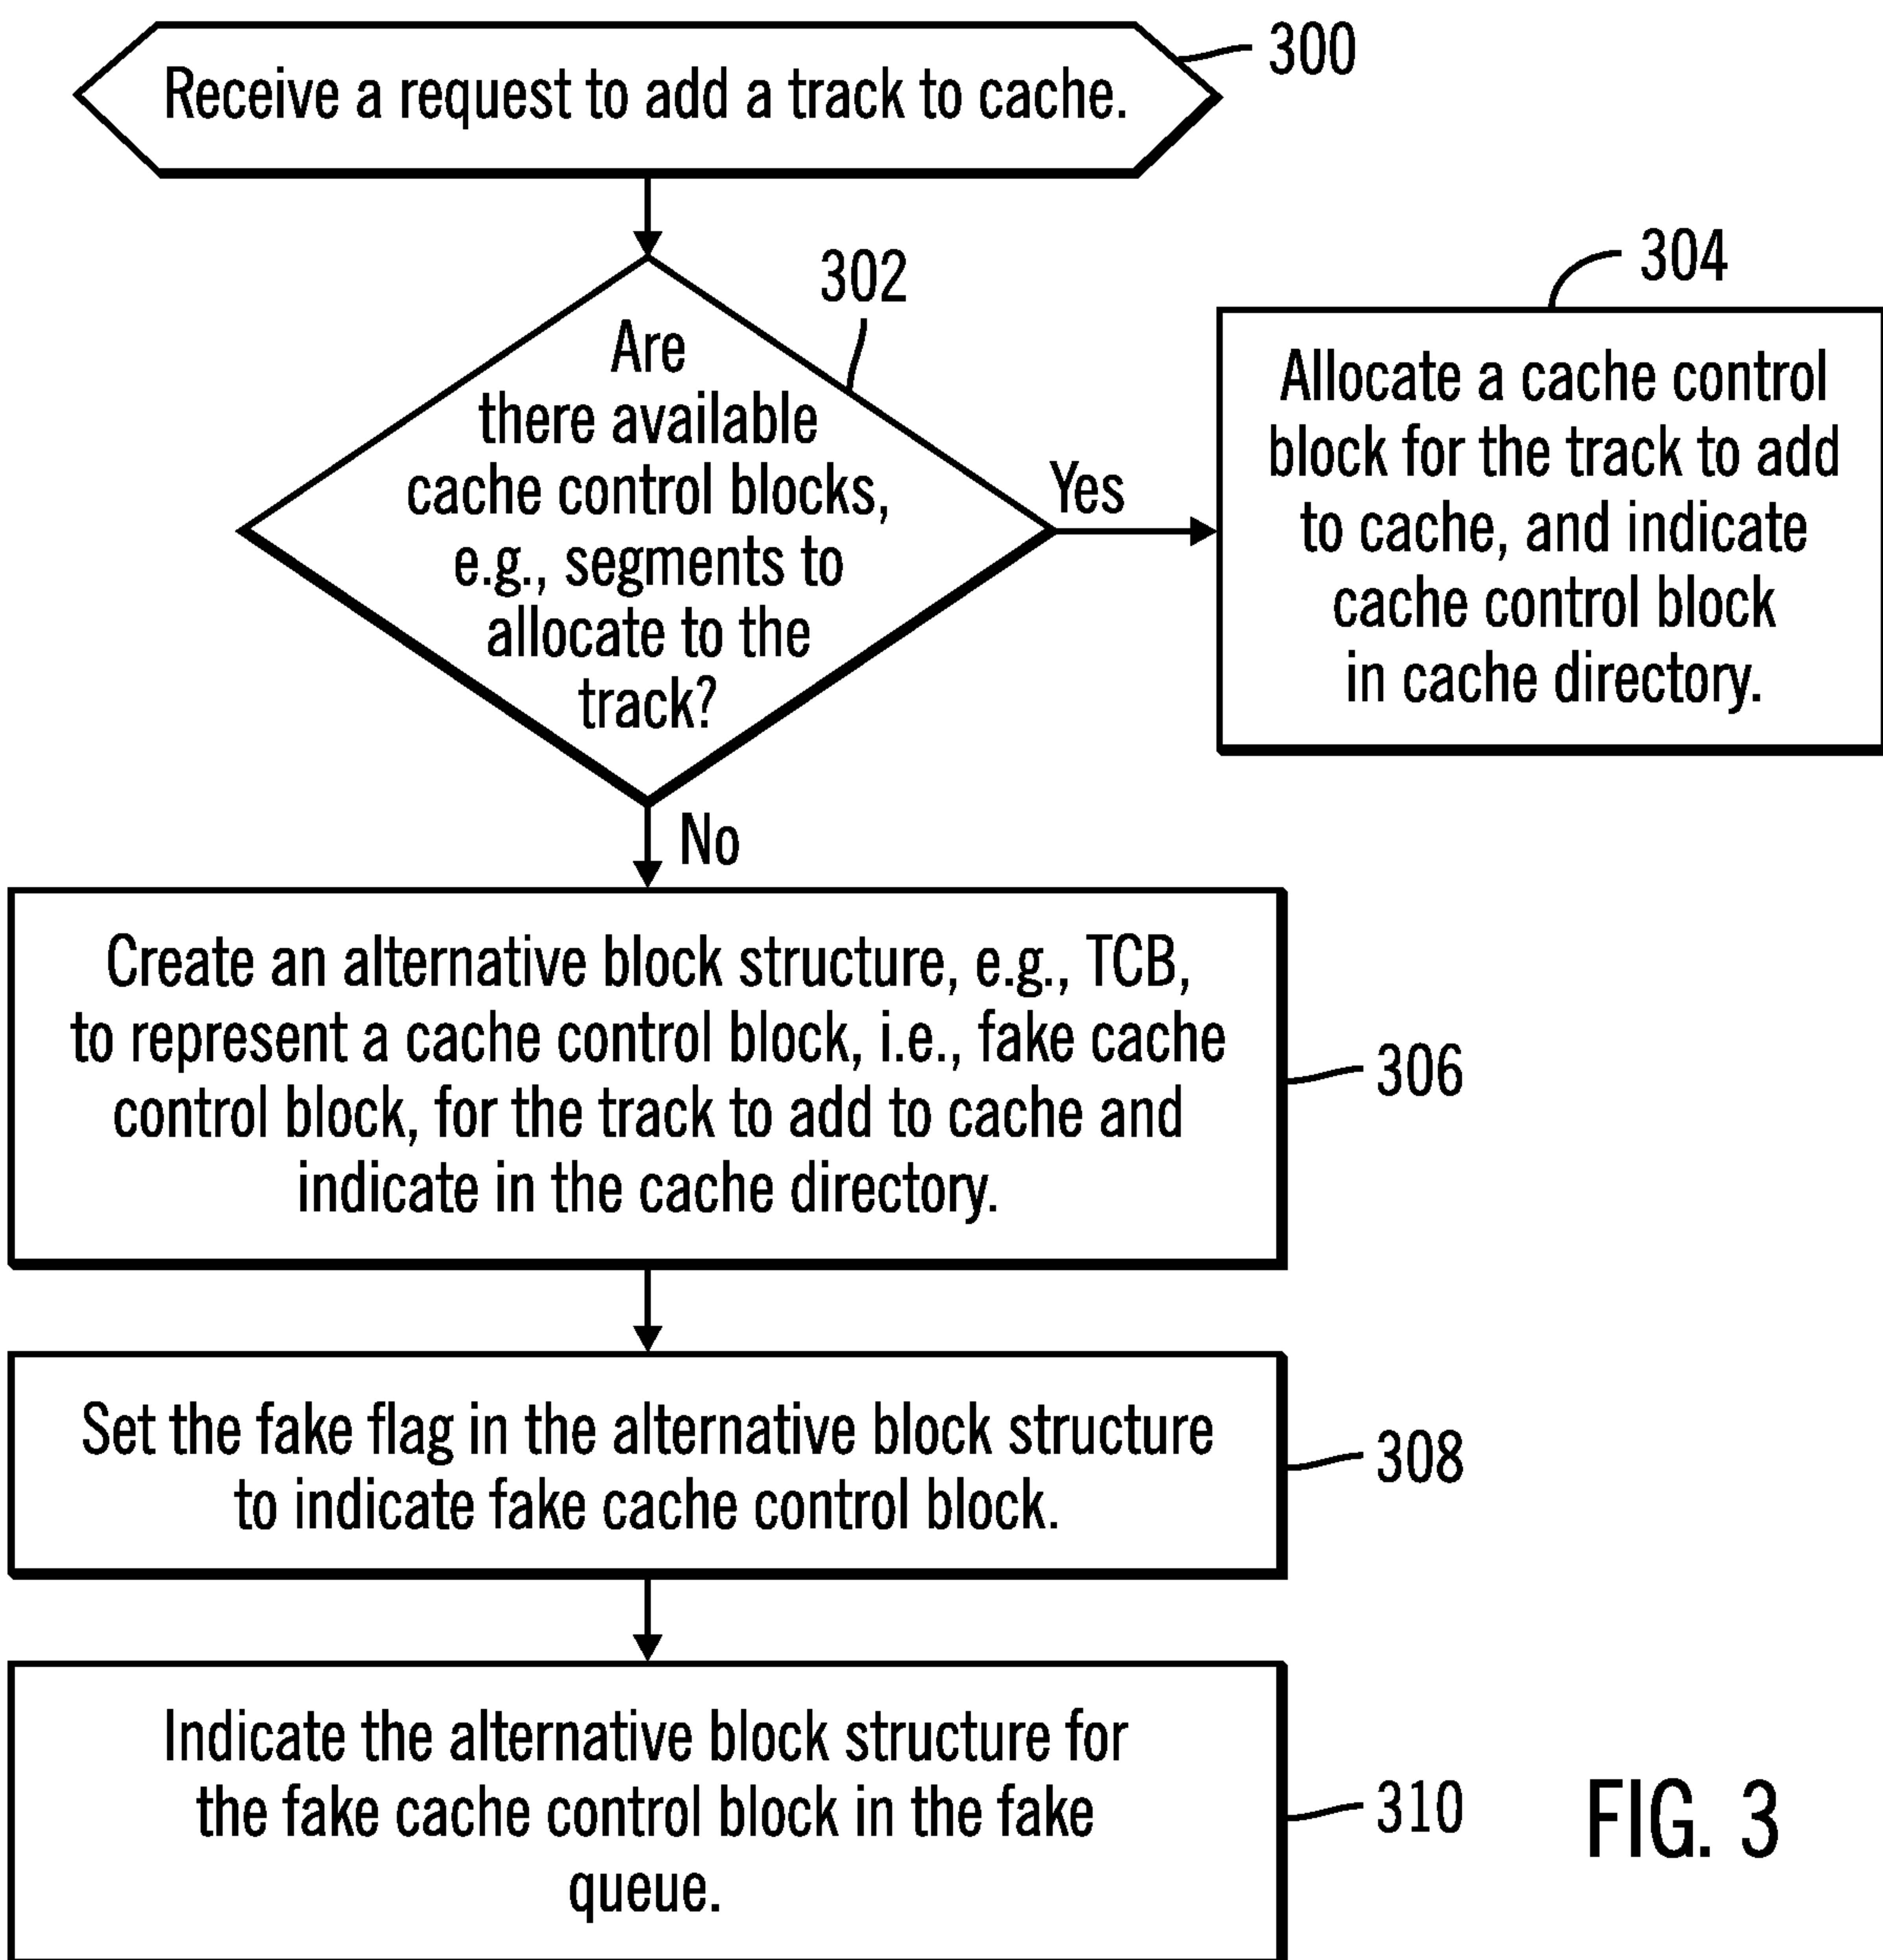 300
Receive a request to add a track to cache.
302
Are
there available
cache control blocks,
e.g., segments to
allocate to the
track?
Yes
304
Allocate a cache control
block for the track to add
to cache, and indicate
cache control block
in cache directory.
No
Create an alternative block structure, e.g., TCB,
to represent a cache control block, i.e., fake cache
control block, for the track to add to cache and
indicate in the cache directory.
306
Set the fake flag in the alternative block structure
to indicate fake cache control block.
308
Indicate the alternative block structure for
the fake cache control block in the fake
queue.
310
FIG. 3